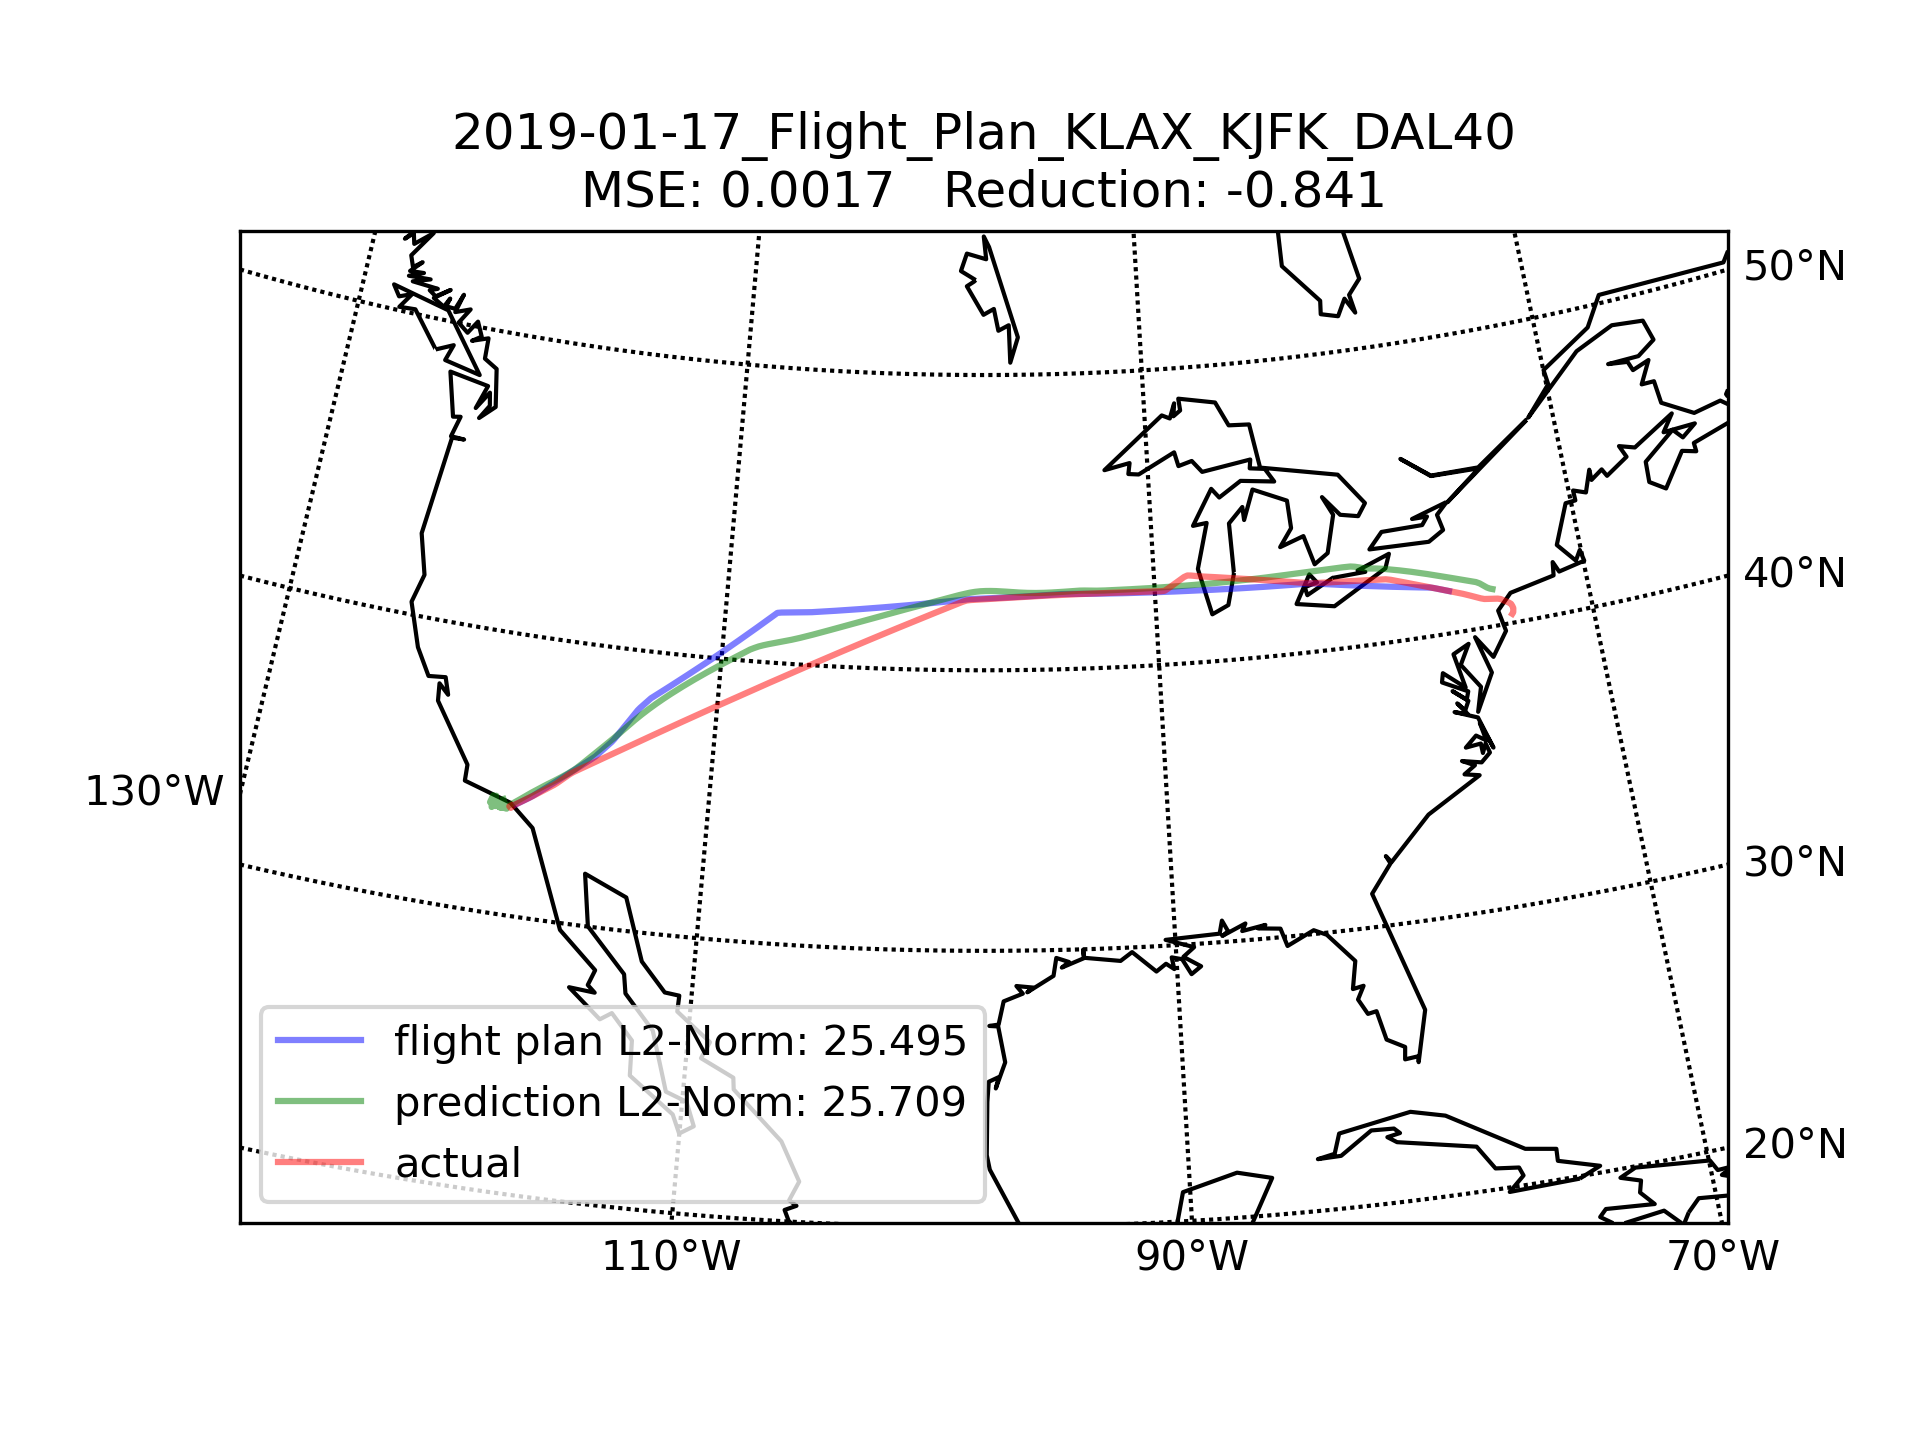 2019-01-17_Flight_Plan_KLAX_KJFK_DAL40
MSE: 0.0017   Reduction: -0.841
50°N
40°N
130°W
30°N
flight plan L2-Norm: 25.495
prediction L2-Norm: 25.709
actual
20°N
110°W
90°W
70°W